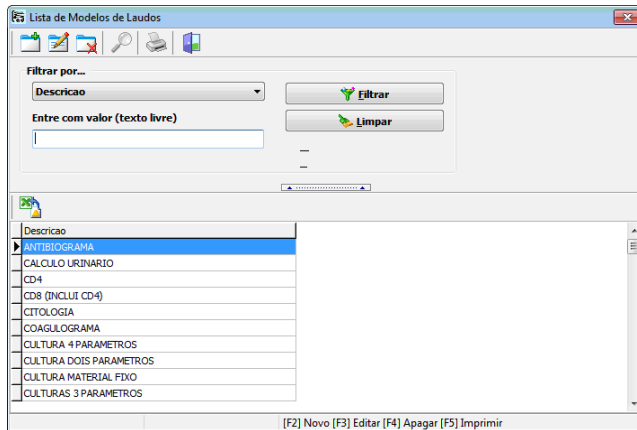 Lista de Modelos de Laudos
Filtrar por...
Descricao
Filtrar
Entre com valor (texto livre)
Limpar
Descricao
ANTIBIOGRAMA
CALCULO URINARIO
CD4
CD8 (INCLUI CD4)
CITOLOGIA
COAGULOGRAMA
CULTURA 4 PARAMETROS
CULTURA DOIS PARAMETROS
CULTURA MATERIAL FIXO
CULTURAS 3 PARAMETROS
[F2] Novo [F3] Editar [F4] Apagar [F5] Imprimir